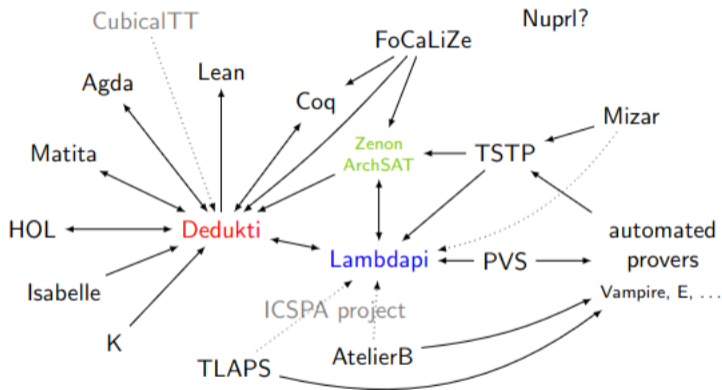 CubicalTT
Nuprl?
FoCaLiZe
Lean
Agda
Coq
Mizar
Zenon
ArchSAT
TSTP
Matita
HOL
Dedukti
automated
provers
Lambdapi
PVS
Vampire, E, ...
Isabelle
ICSPA project
K
AtelierB
TLAPS